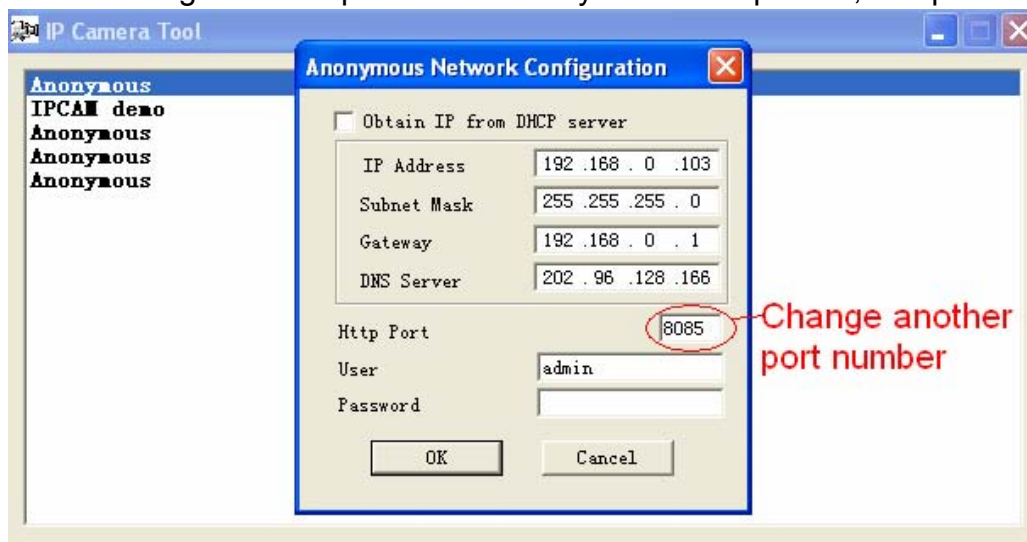 IP Camera Tool
Anonymous
IPCAM demo
Anonymous
Anonymous
Anonymous
Anonymous Network Configuration
Obtain IP from DHCP server
IP Address 192 .168 . 0 .103
Subnet Mask 255 .255 .255 . 0
Gateway 192 .168 . 0 . 1
DNS Server 202 . 96 .128 .166
Http Port 8085
User admin
Password
OK Cancel
Change another
port number